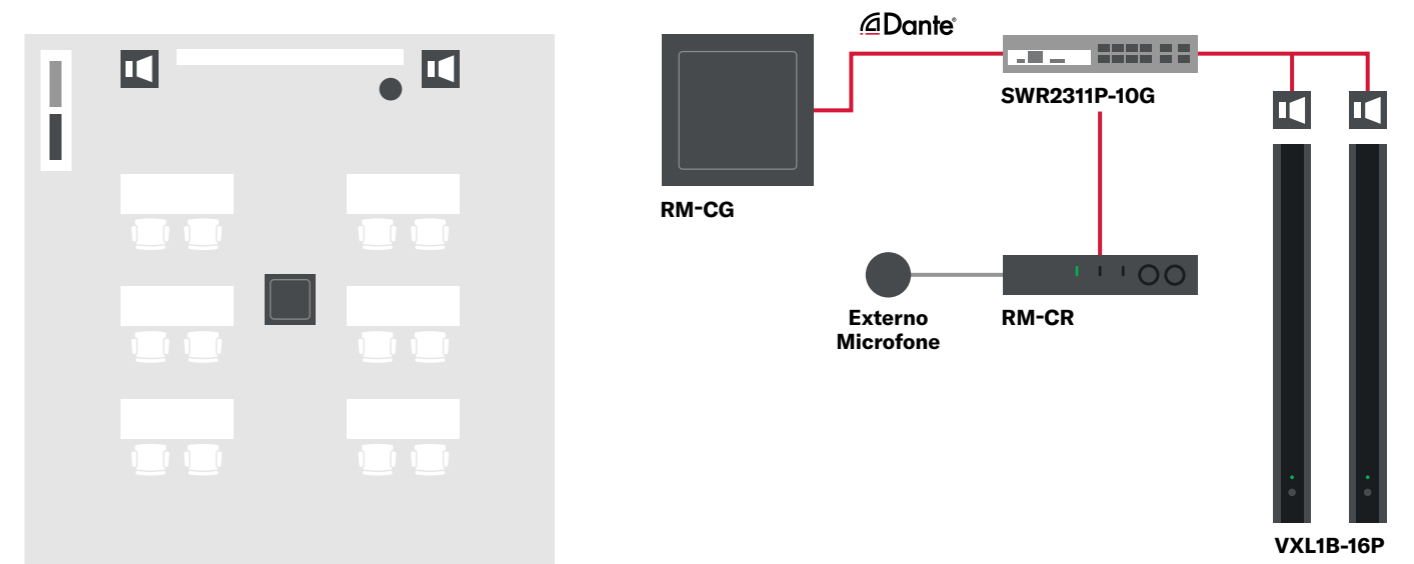 Dante®
SWR2311P-10G
RM-CG
Externo
Microfone
RM-CR
VXL1B-16P